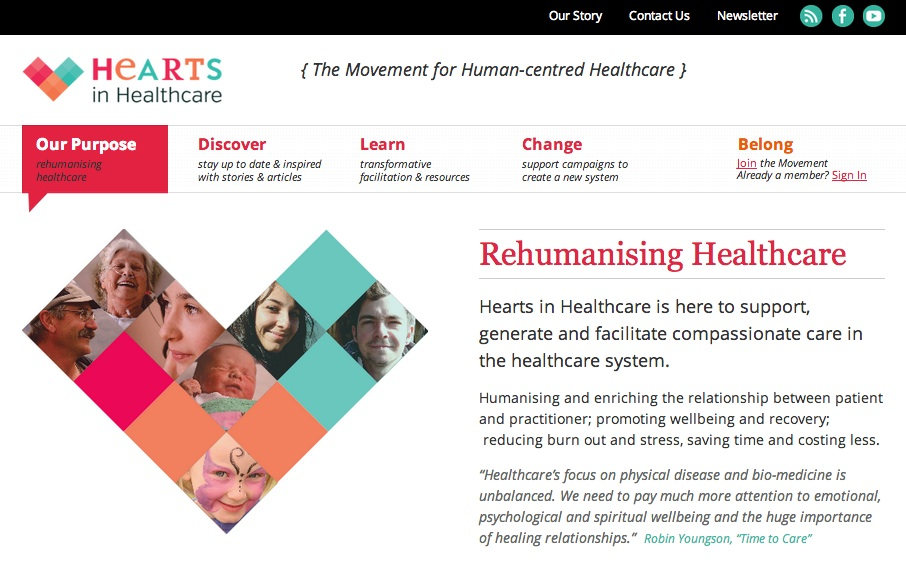 Our Story Contact Us Newsletter
HeARTS
in Healthcare
{ The Movement for Human-centred Healthcare }
Our Purpose
rehumanising
healthcare
Discover
stay up to date & inspired
with stories & articles
Learn
transformative
facilitation & resources
Change
support campaigns to
create a new system
Belong
Join the Movement
Already a member? Sign In
Rehumanising Healthcare
Hearts in Healthcare is here to support,
generate and facilitate compassionate care in
the healthcare system.
Humanising and enriching the relationship between patient
and practitioner; promoting wellbeing and recovery;
reducing burn out and stress, saving time and costing less.
“Healthcare’s focus on physical disease and bio-medicine is
unbalanced. We need to pay much more attention to emotional,
psychological and spiritual wellbeing and the huge importance
of healing relationships.” Robin Youngson, “Time to Care”